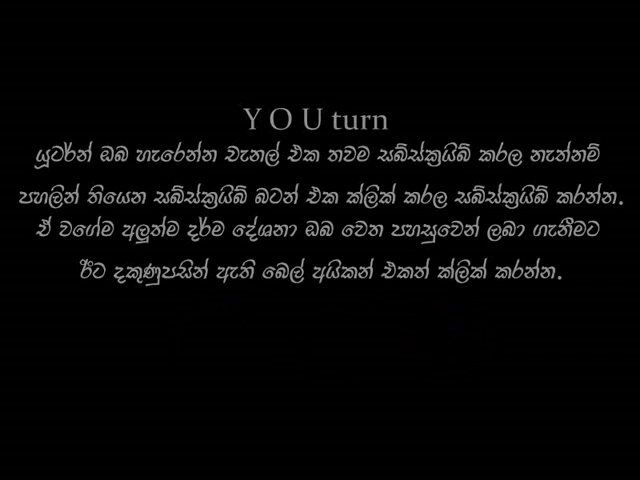 Y O U turn
යූටර්න් ඔබ හැරෙන්න චැනල් එක තවම සබ්ස්ක්‍රයිබ් කරල නැත්නම්
පහලින් තියෙන සබ්ස්ක්‍රයිබ් බටන් එක ක්ලික් කරල සබ්ස්ක්‍රයිබ් කරන්න.
ඒ වගේම අලුත්ම දර්ම දේශනා ඔබ වෙත පහසුවෙන් ලබා ගැනීමට
ඊට දකුණුපසින් ඇති බෙල් අයිකන් එකත් ක්ලික් කරන්න.